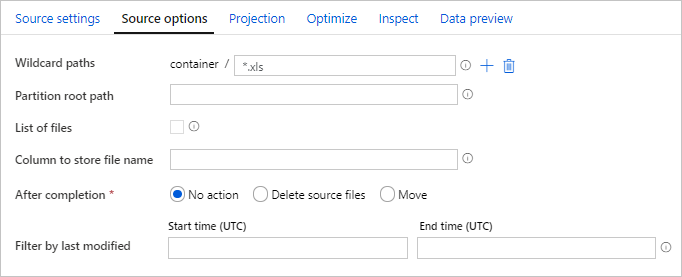 Source settings Source options Projection Optimize Inspect Data preview
Wildcard paths container / *.xls
Partition root path
List of files
Column to store file name
After completion * No action Delete source files Move
Start time (UTC) End time (UTC)
Filter by last modified